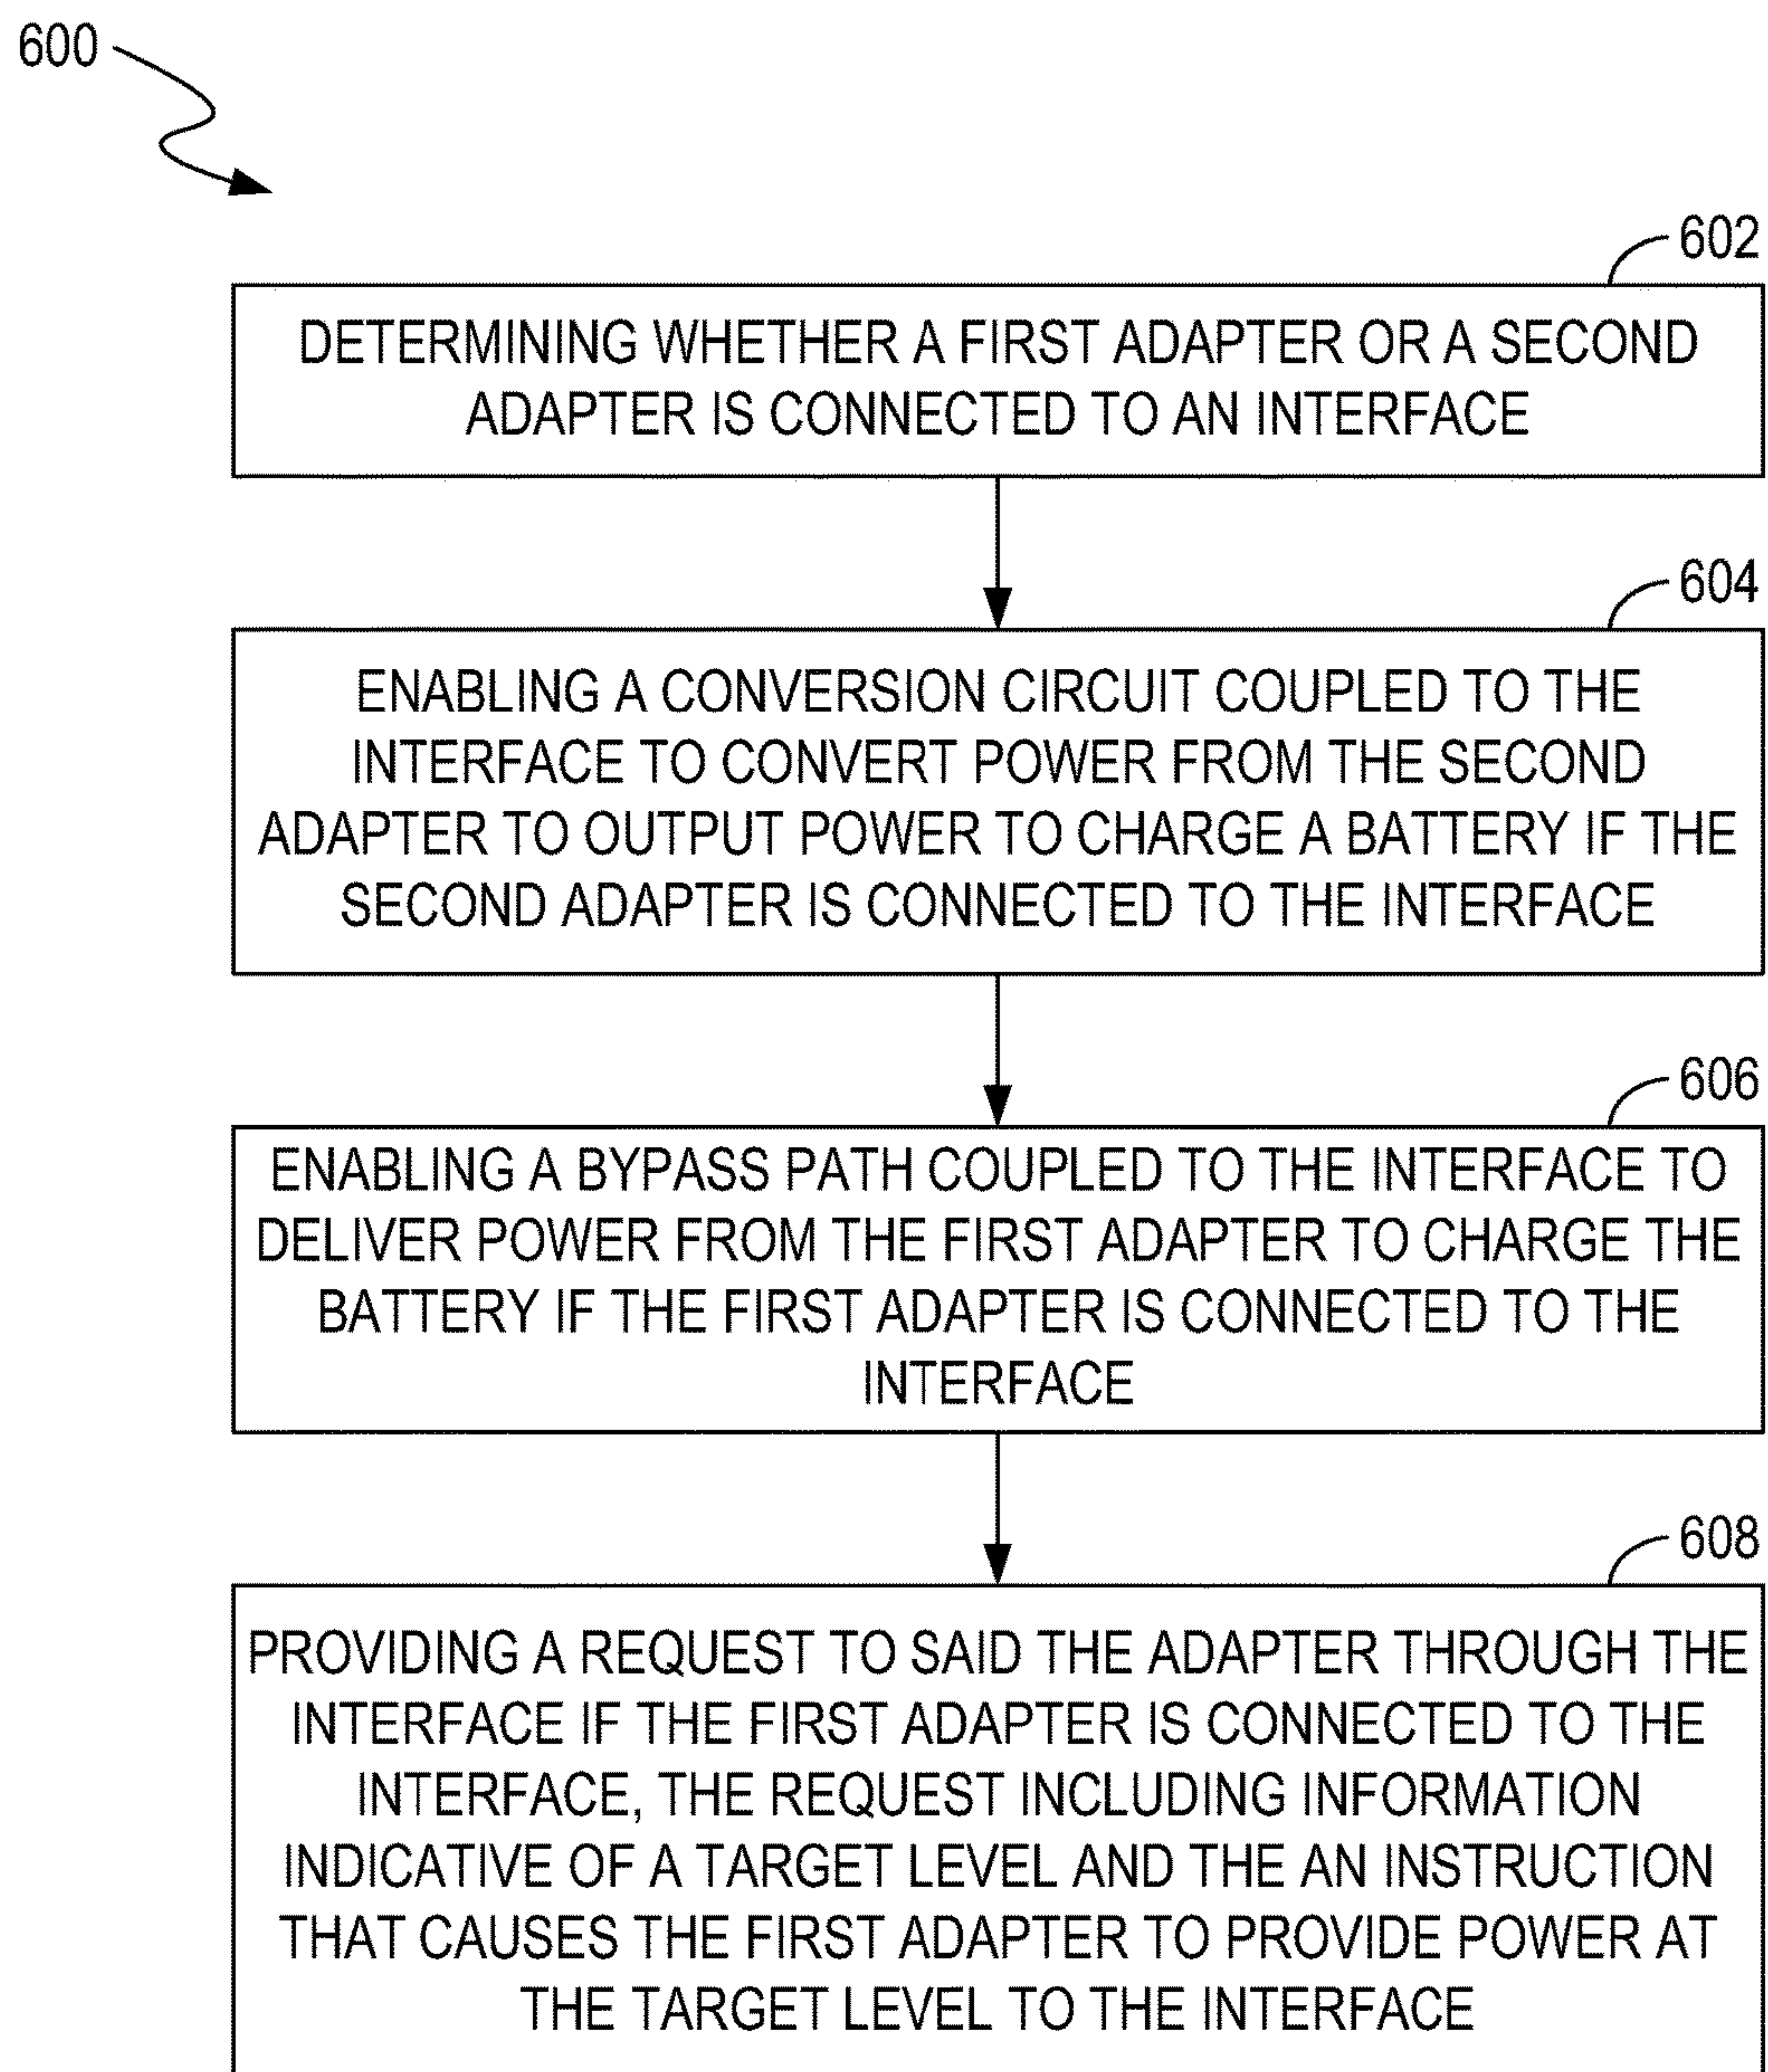 600
602
DETERMINING WHETHER A FIRST ADAPTER OR A SECOND
ADAPTER IS CONNECTED TO AN INTERFACE
604
ENABLING A CONVERSION CIRCUIT COUPLED TO THE
INTERFACE TO CONVERT POWER FROM THE SECOND
ADAPTER TO OUTPUT POWER TO CHARGE A BATTERY IF THE
SECOND ADAPTER IS CONNECTED TO THE INTERFACE
606
ENABLING A BYPASS PATH COUPLED TO THE INTERFACE TO
DELIVER POWER FROM THE FIRST ADAPTER TO CHARGE THE
BATTERY IF THE FIRST ADAPTER IS CONNECTED TO THE
INTERFACE
608
PROVIDING A REQUEST TO SAID THE ADAPTER THROUGH THE
INTERFACE IF THE FIRST ADAPTER IS CONNECTED TO THE
INTERFACE, THE REQUEST INCLUDING INFORMATION
INDICATIVE OF A TARGET LEVEL AND THE AN INSTRUCTION
THAT CAUSES THE FIRST ADAPTER TO PROVIDE POWER AT
THE TARGET LEVEL TO THE INTERFACE